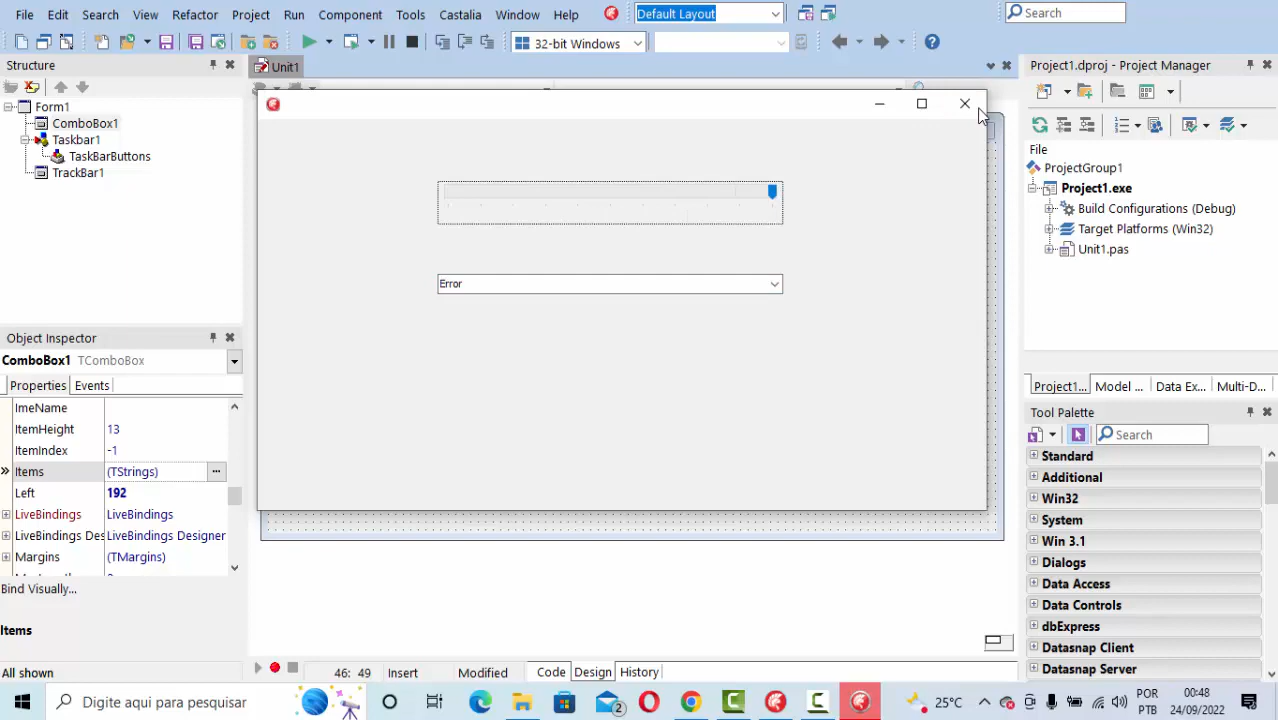 File Edit Search View Refactor Project Run Component Tools Castalia Window Help Default Layout Search
32-bit Windows
Structure Unit1 Project1.dproj - Project Manager
Form1
ComboBox1
Taskbar1
TaskBarButtons
TrackBar1
File
ProjectGroup1
Project1.exe
Build Configurations (Debug)
Target Platforms (Win32)
Unit1.pas
Error
Object Inspector
ComboBox1 TComboBox
Properties Events
ImeName
ItemHeight 13
ItemIndex -1
Items (TStrings)
Left 192
LiveBindings LiveBindings
LiveBindings Des LiveBindings Designer
Margins (TMargins)
Bind Visually...
Items
All shown
Project1... Model ... Data Ex... Multi-D...
Tool Palette
Search
Standard
Additional
Win32
System
Win 3.1
Dialogs
Data Access
Data Controls
dbExpress
Datasnap Client
Datasnap Server
46: 49 Insert Modified Code Design History
Digite aqui para pesquisar 2 25°C POR 00:48
PTB 24/09/2022